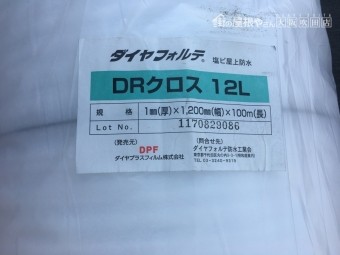 ダイヤフォルテ® 塩ビ屋上防水
DRクロス 12L
規格 1mm(厚)×1,200mm(幅)×100m(長)
Lot No. 1170829086
(発売元)
DPF
ダイヤプラスフィルム株式会社
(問合せ先)
ダイヤフォルテ防水工業会